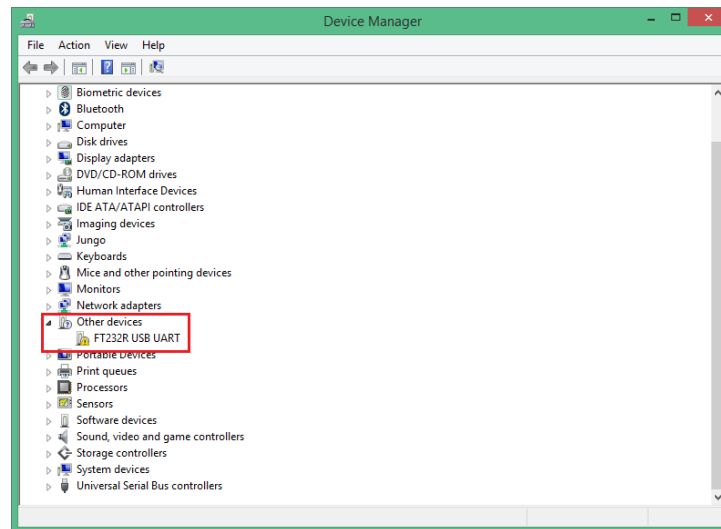 Device Manager
File Action View Help
Biometric devices
Bluetooth
Computer
Disk drives
Display adapters
DVD/CD-ROM drives
Human Interface Devices
IDE ATA/ATAPI controllers
Imaging devices
Jungo
Keyboards
Mice and other pointing devices
Monitors
Network adapters
Other devices
FT232R USB UART
Portable Devices
Print queues
Processors
Sensors
Software devices
Sound, video and game controllers
Storage controllers
System devices
Universal Serial Bus controllers